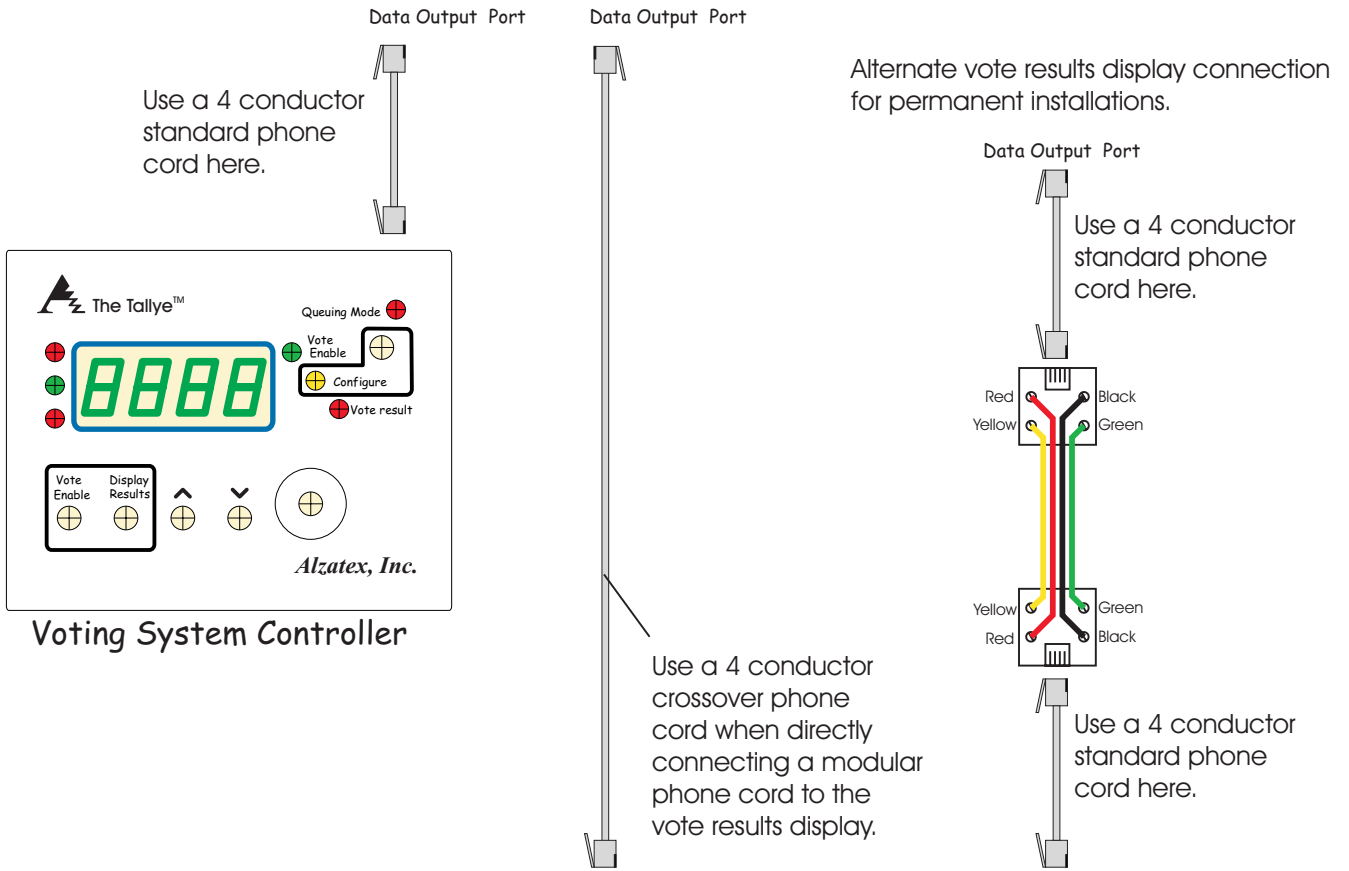 Data Output Port
Data Output Port
Use a 4 conductor
standard phone
cord here.
Alternate vote results display connection
for permanent installations.
Data Output Port
Use a 4 conductor
standard phone
cord here.
The Tallye™
Queuing Mode
Vote
Enable
Configure
Vote result
8888
Vote
Enable
Display
Results
Alzatex, Inc.
Voting System Controller
Red
Black
Yellow
Green
Yellow
Green
Red
Black
Use a 4 conductor
crossover phone
cord when directly
connecting a modular
phone cord to the
vote results display.
Use a 4 conductor
standard phone
cord here.